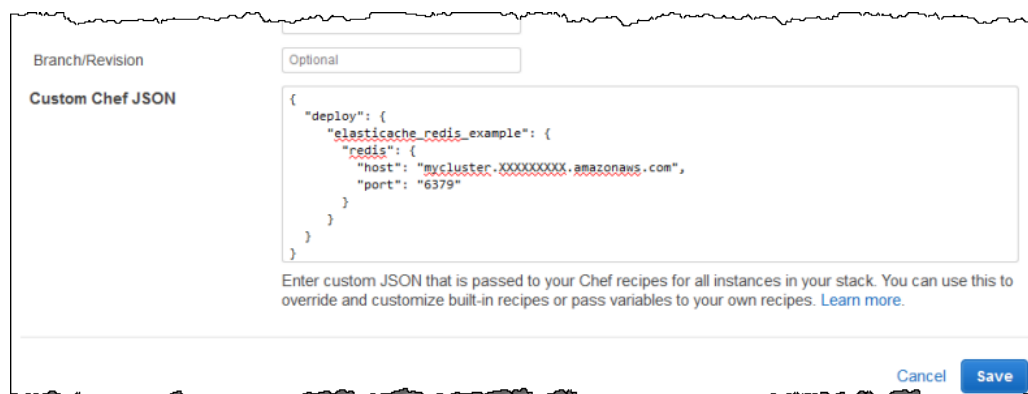 Branch/Revision
Optional
Custom Chef JSON
{
  "deploy": {
    "elasticache_redis_example": {
      "redis": {
        "host": "mycluster.XXXXXXXXX.amazonaws.com",
        "port": "6379"
      }
    }
  }
}
Enter custom JSON that is passed to your Chef recipes for all instances in your stack. You can use this to
override and customize built-in recipes or pass variables to your own recipes. Learn more.
Cancel
Save